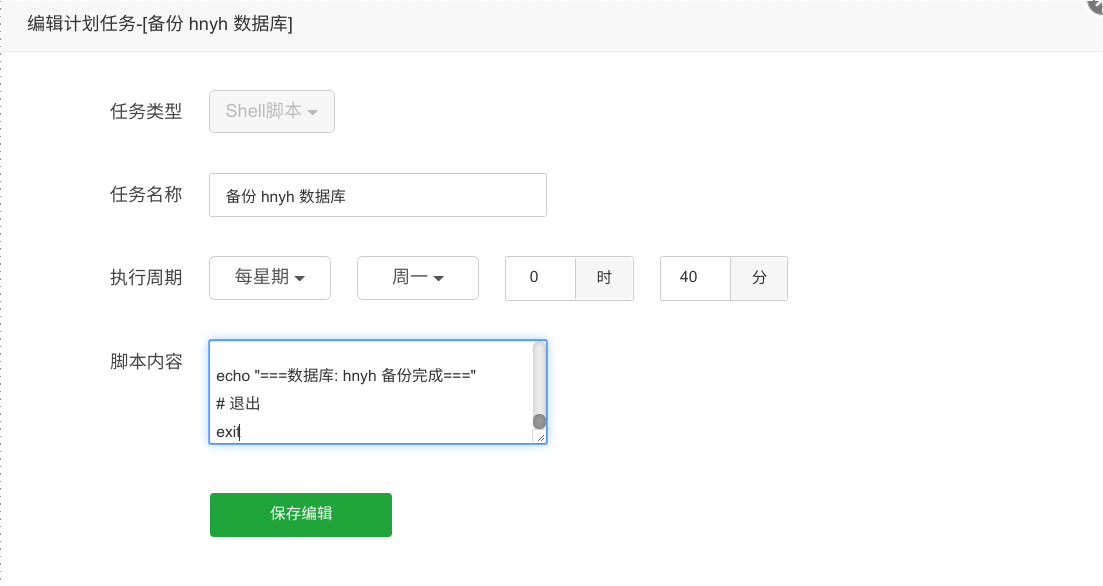 编辑计划任务-[备份 hnyh 数据库]
任务类型 Shell脚本
任务名称 备份 hnyh 数据库
执行周期 每星期 周一 0 时 40 分
脚本内容
echo "===数据库: hnyh 备份完成==="
# 退出
exit
保存编辑